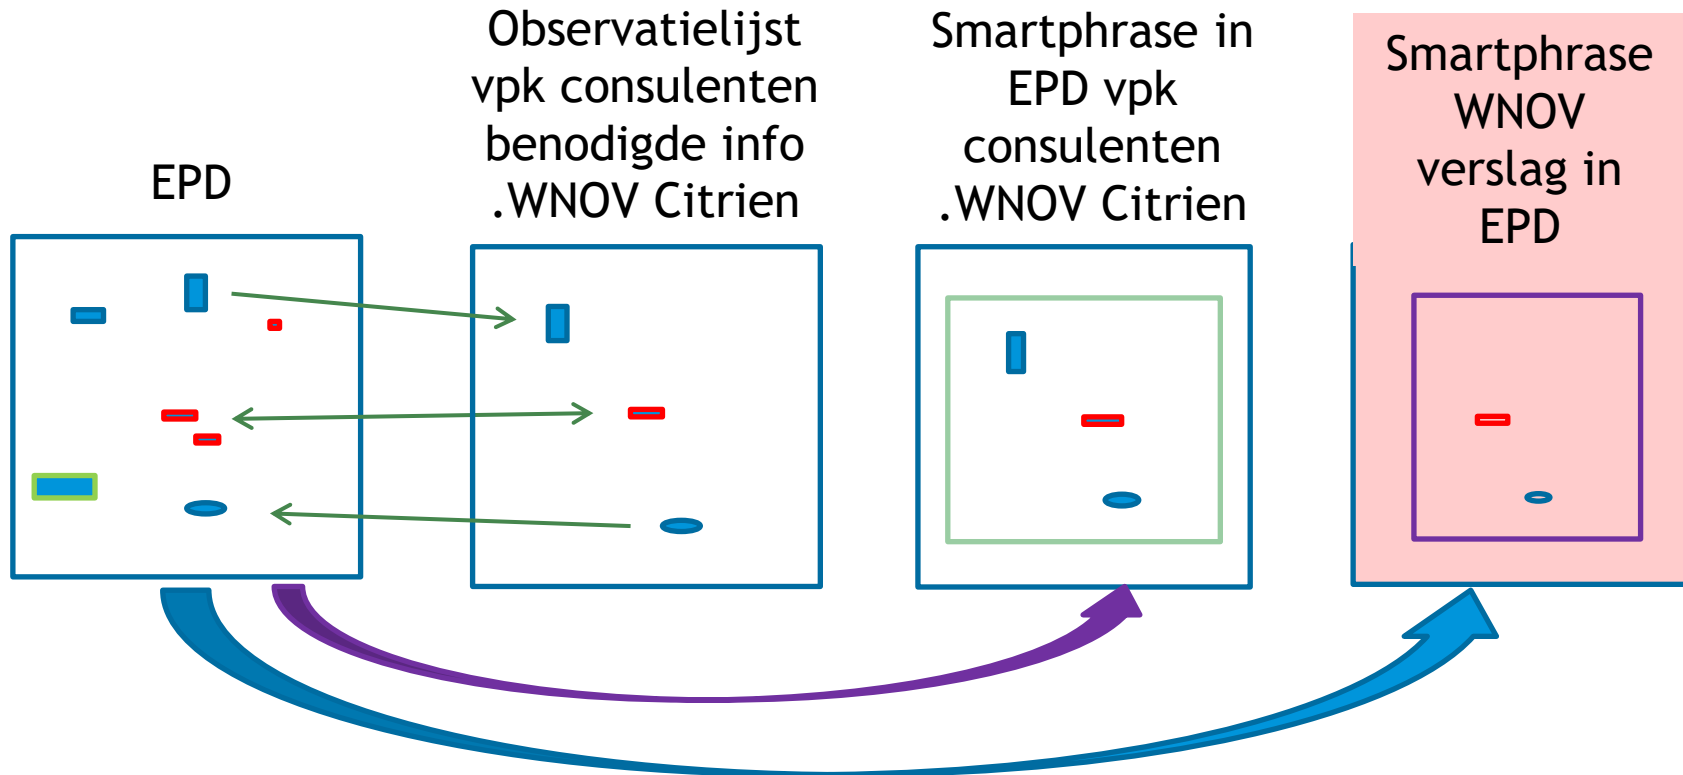 EPD
Observatielijst
vpk consulenten
benodigde info
.WNOV Citrien
Smartphrase in
EPD vpk
consulenten
.WNOV Citrien
Smartphrase
WNOV
verslag in
EPD